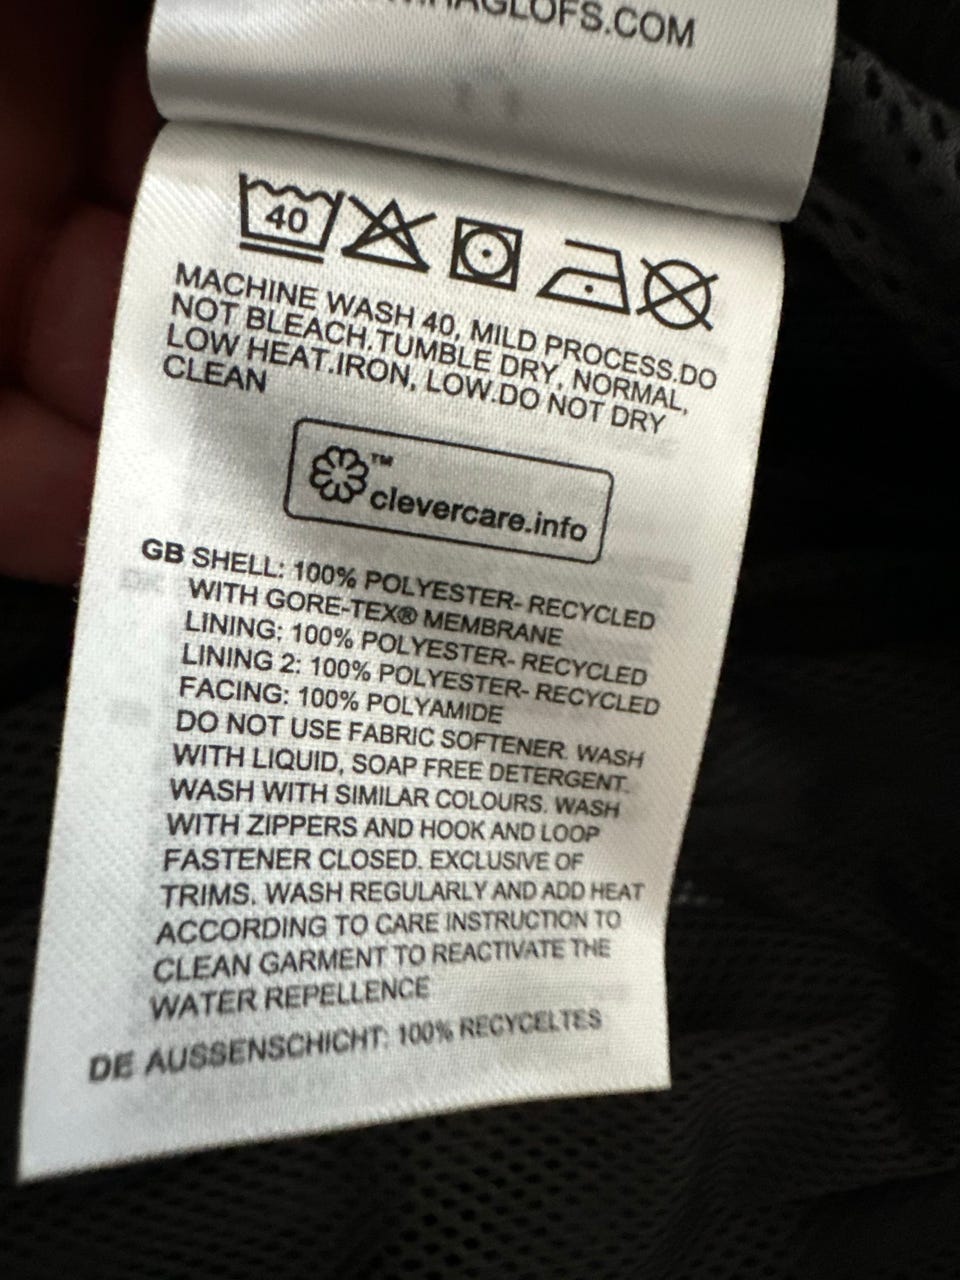 HAGLOFS.COM
40
MACHINE WASH 40, MILD PROCESS.DO
NOT BLEACH.TUMBLE DRY, NORMAL,
LOW HEAT.IRON, LOW.DO NOT DRY
CLEAN
™
clevercare.info
GB SHELL: 100% POLYESTER- RECYCLED
WITH GORE-TEX® MEMBRANE
LINING: 100% POLYESTER- RECYCLED
LINING 2: 100% POLYESTER- RECYCLED
FACING: 100% POLYAMIDE
DO NOT USE FABRIC SOFTENER. WASH
WITH LIQUID, SOAP FREE DETERGENT.
WASH WITH SIMILAR COLOURS. WASH
WITH ZIPPERS AND HOOK AND LOOP
FASTENER CLOSED. EXCLUSIVE OF
TRIMS. WASH REGULARLY AND ADD HEAT
ACCORDING TO CARE INSTRUCTION TO
CLEAN GARMENT TO REACTIVATE THE
WATER REPELLENCE
DE AUSSENSCHICHT: 100% RECYCELTES